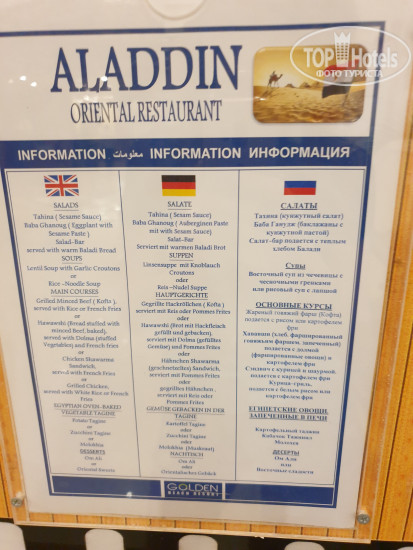 TOP Hotels
ФОТО ТУРИСТА
ALADDIN
ORIENTAL RESTAURANT
INFORMATION معلومات INFORMATION ИНФОРМАЦИЯ
SALADS
Tahina ( Sesame Sauce)
Baba Ghanoug ( Eggplant with
Sesame Paste )
Salad-Bar
served with warm Baladi Bread
SOUPS
Lentil Soup with Garlic Croutons
or
Rice -Noodle Soup
MAIN COURSES
Grilled Minced Beef ( Kofta ).
served with Rice or French Fries
or
Hawawshi (Bread stuffed with
minced Beef, baked),
served with Dolma (stuffed
Vegetables) and French Fries
or
Chicken Shawarma
Sandwich,
served with French Fries
or
Grilled Chicken,
served with White Rice or French
Fries
EGYPTIAN OVEN-BAKED
VEGETABLE TAGINE
Potato Tagine
or
Zucchini Tagine
or
Molokhia
DESSERTS
Om Ali
or
Oriental Sweets
SALATE
Tahina ( Sesam Sauce)
Baba Ghanoug ( Auberginen Paste
mit with Sesam Sauce)
Salat-Bar
Serviert mit warmen Baladi Brot
SUPPEN
Linsensuppe mit Knoblauch
Croutons
oder
Reis -Nudel Suppe
HAUPTGERICHTE
Gegrillte Hackröllchen ( Kofta ),
serviert mit Reis oder Pommes Frites
oder
Hawawshi (Brot mit Hackfleisch
gefüllt und gebacken),
serviert mit Dolma (gefülltes
Gemüse) and Pommes Frites
oder
Hähnchen Shawarma
(geschnetzeltes) Sandwich,
serviert mit Pommes Frites
oder
gegrilltes Hähnchen ,
serviert mit Reis oder
Pommes Frites
GEMÜSE GEBACKEN IN DER
TAGINE
Kartoffel Tagine
oder
Zucchini Tagine
oder
Molokhia
NACHTISCH
Om Ali
oder
Orientalisches Gebäck
САЛАТЫ
Тахина (кунжутный салат)
Баба Гануди (баклажаны с
кунжутной пастой)
Салат-бар подается с теплым
хлебом Балади
Супы
Восточный суп из чечевицы с
чесночными гренками
или рисовый суп с лапшой
ОСНОВНЫЕ КУРСЫ
Жареный говяжий фарш (Кофта)
подается с рисом или картофелем
фри
Хавашни (хлеб, фаршированный
говяжьим фаршем, запеченный)
подается с долмой
(фаршированные овощи) и
картофелем фри
подается с картофелем фри
Курица-гриль,
подается с белым рисом или
картофелем фри
ЕГИПЕТСКИЕ ОВОЩИ,
ЗАПЕЧЕННЫЕ В ПЕЧИ
Картофельный таджин
ДЕСЕРТЫ
Ом Али
или
Восточные сладости
GOLDEN
BEACH RESORT